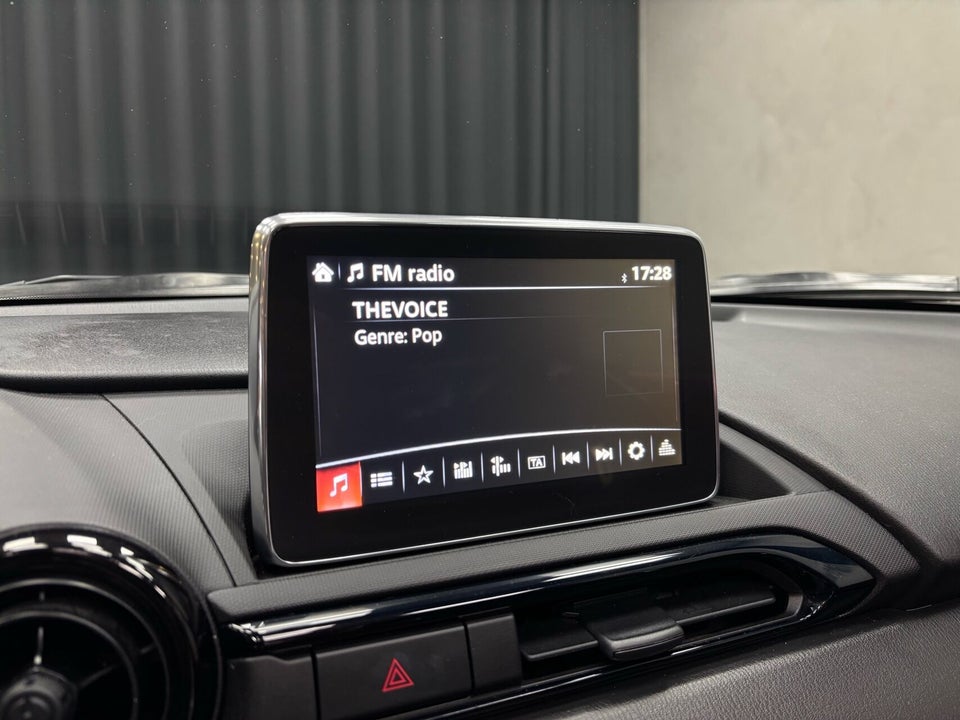 FM radio 17:28
THEVOICE
Genre: Pop
TA